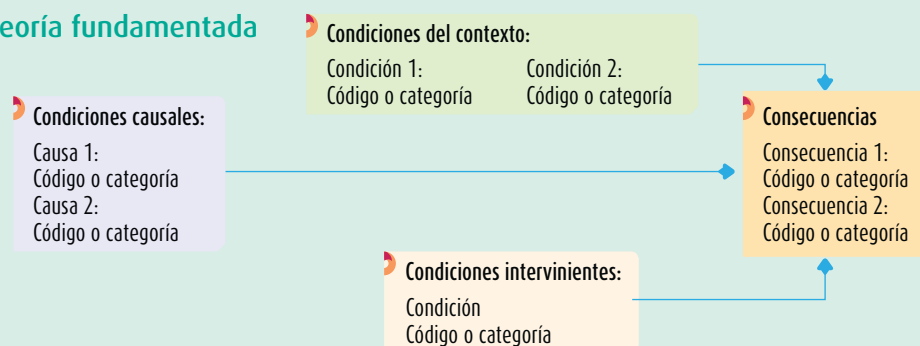 eoría fundamentada
Condiciones del contexto:
Condición 1: Condición 2:
Código o categoría Código o categoría
Condiciones causales:
Causa 1:
Código o categoría
Causa 2:
Código o categoría
Consecuencias
Consecuencia 1:
Código o categoría
Consecuencia 2:
Código o categoría
Condiciones intervinientes:
Condición
Código o categoría